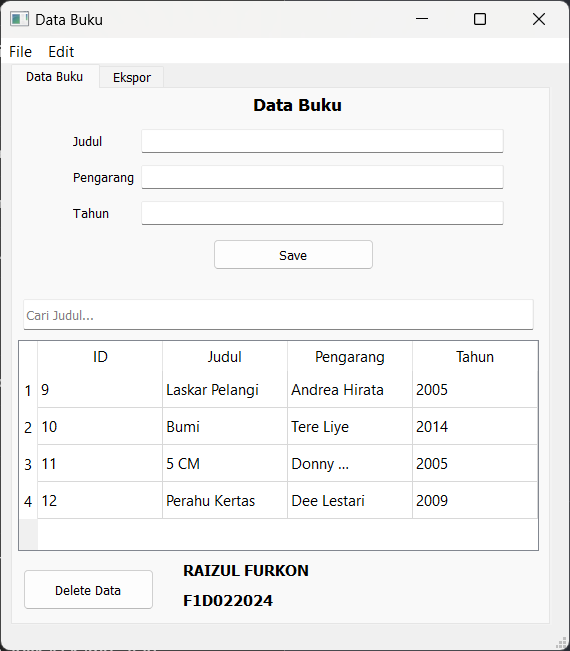 Data Buku
File Edit
Data Buku Ekspor
Data Buku
Judul
Pengarang
Tahun
Save
Cari Judul...
ID Judul Pengarang Tahun
1 9 Laskar Pelangi Andrea Hirata 2005
2 10 Bumi Tere Liye 2014
3 11 5 CM Donny ... 2005
4 12 Perahu Kertas Dee Lestari 2009
RAIZUL FURKON
Delete Data
F1D022024